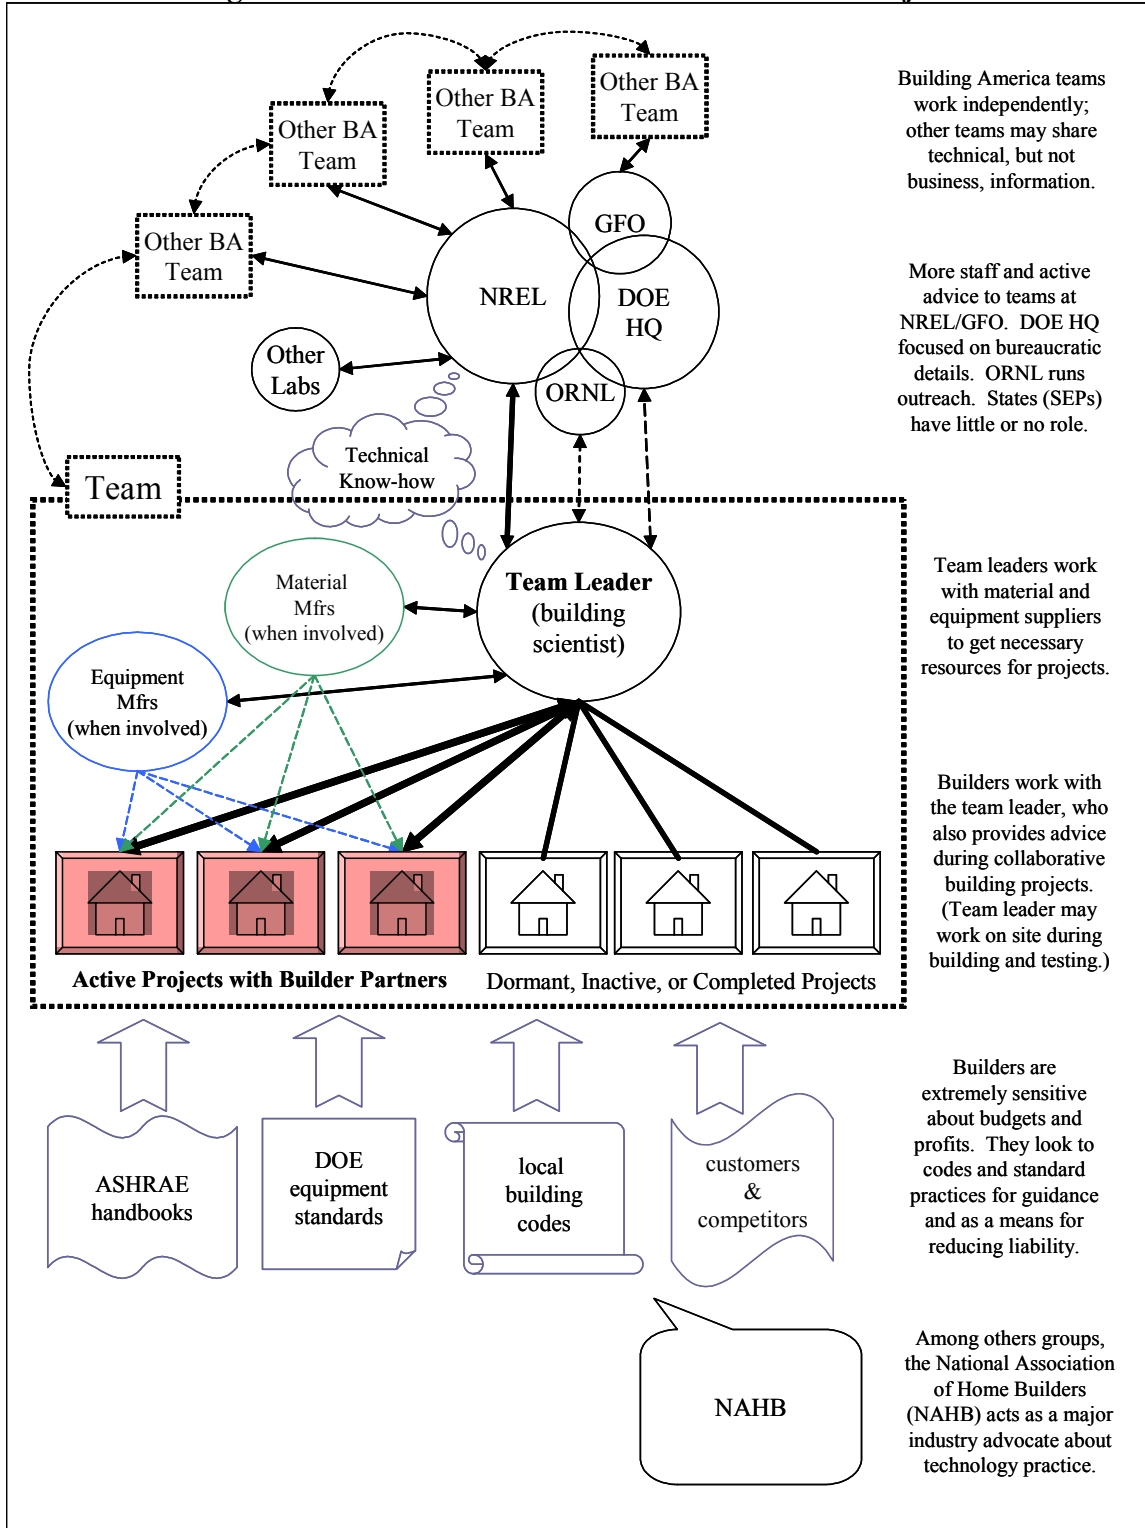 Other BA
Team
Other BA
Team
Other BA
Team
Other BA
Team
Building America teams
work independently;
other teams may share
technical, but not
business, information.
GFO
NREL
DOE
HQ
Other
Labs
ORNL
More staff and active
advice to teams at
NREL/GFO.  DOE HQ
focused on bureaucratic
details.  ORNL runs
outreach.  States (SEPs)
have little or no role.
Technical
Know-how
Team
Team Leader
(building
scientist)
Material
Mfrs
(when involved)
Equipment
Mfrs
(when involved)
Team leaders work
with material and
equipment suppliers
to get necessary
resources for projects.
Builders work with
the team leader, who
also provides advice
during collaborative
building projects.
(Team leader may
work on site during
building and testing.)
Active Projects with Builder Partners
Dormant, Inactive, or Completed Projects
ASHRAE
handbooks
DOE
equipment
standards
local
building
codes
customers
&
competitors
Builders are
extremely sensitive
about budgets and
profits.  They look to
codes and standard
practices for guidance
and as a means for
reducing liability.
NAHB
Among others groups,
the National Association
of Home Builders
(NAHB) acts as a major
industry advocate about
technology practice.